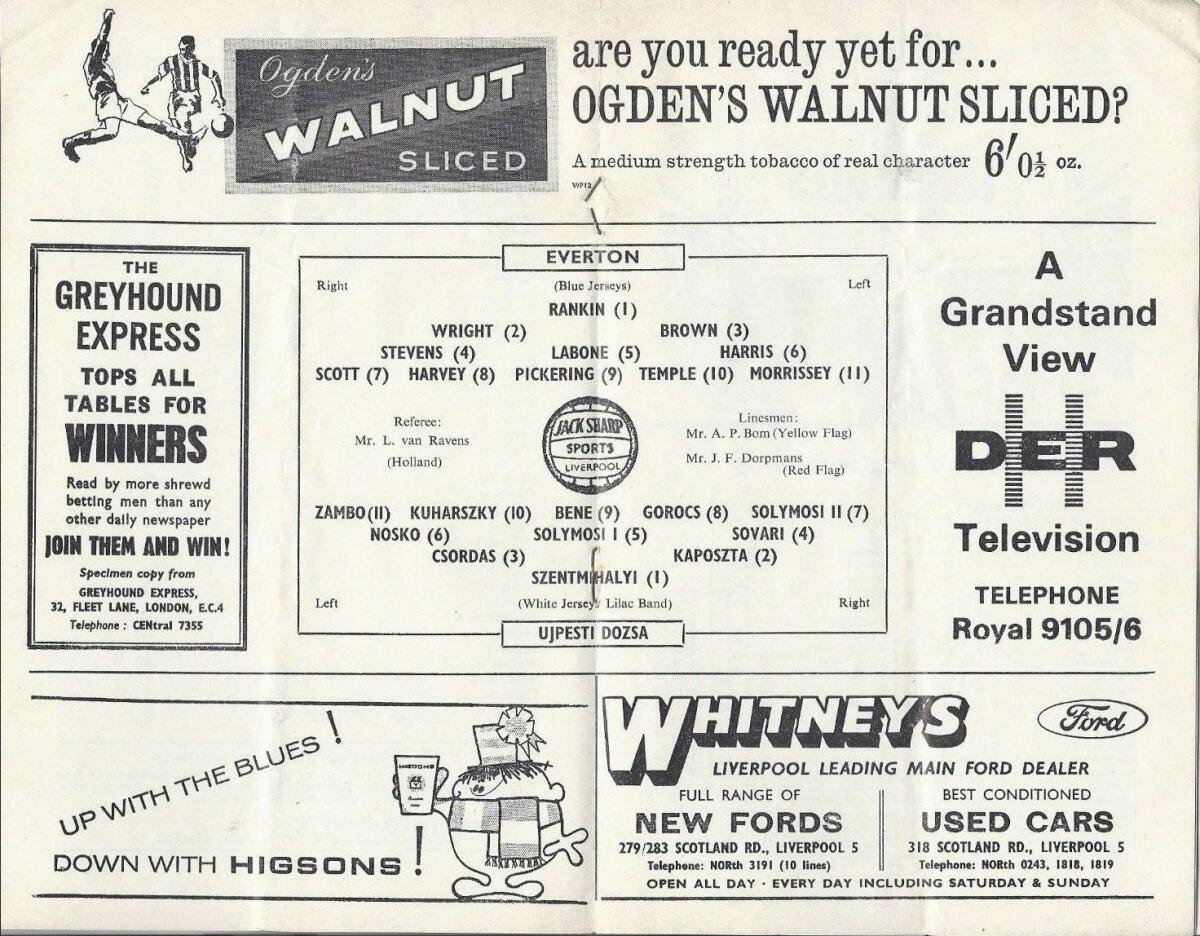 Ogden's
WALNUT
SLICED
are you ready yet for...
OGDEN'S WALNUT SLICED?
A medium strength tobacco of real character 6'0½ oz.
WP12
THE
GREYHOUND
EXPRESS
TOPS ALL
TABLES FOR
WINNERS
Read by more shrewd
betting men than any
other daily newspaper
JOIN THEM AND WIN!
Specimen copy from
GREYHOUND EXPRESS,
32, FLEET LANE, LONDON, E.C.4
Telephone : CENtral 7355
EVERTON
Right (Blue Jerseys) Left
RANKIN (1)
WRIGHT (2) BROWN (3)
STEVENS (4) LABONE (5) HARRIS (6)
SCOTT (7) HARVEY (8) PICKERING (9) TEMPLE (10) MORRISSEY (11)
Referee:
Mr. L. van Ravens
(Holland)
JACK SHARP
SPORTS
LIVERPOOL
Linesmen:
Mr. A. P. Bom (Yellow Flag)
Mr. J. F. Dorpmans
(Red Flag)
ZAMBO (11) KUHARSZKY (10) BENE (9) GOROCS (8) SOLYMOSI II (7)
NOSKO (6) SOLYMOSI I (5) SOVARI (4)
CSORDAS (3) KAPOSZTA (2)
SZENTMIHALYI (1)
Left (White Jersey/ Lilac Band) Right
UJPESTI DOZSA
A
Grandstand
View
DER
Television
TELEPHONE
Royal 9105/6
UP WITH THE BLUES!
DOWN WITH HIGSONS!
HIGSONS
WHITNEYS
Ford
LIVERPOOL LEADING MAIN FORD DEALER
FULL RANGE OF
NEW FORDS
279/283 SCOTLAND RD., LIVERPOOL 5
Telephone: NORth 3191 (10 lines)
BEST CONDITIONED
USED CARS
318 SCOTLAND RD., LIVERPOOL 5
Telephone: NORth 0243, 1818, 1819
OPEN ALL DAY · EVERY DAY INCLUDING SATURDAY & SUNDAY